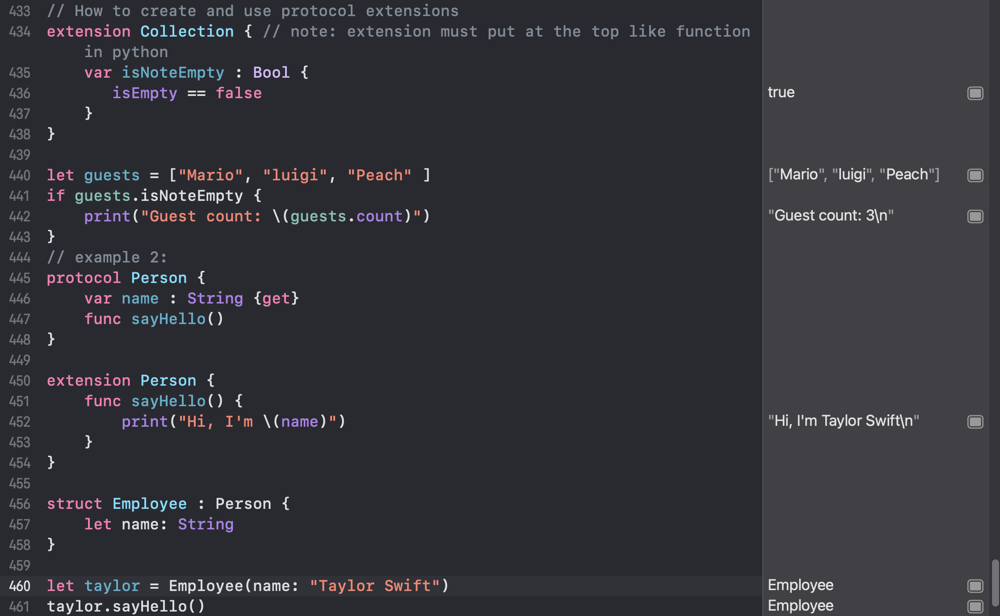 433 // How to create and use protocol extensions
434 extension Collection { // note: extension must put at the top like function
in python
435 var isNoteEmpty : Bool {
436 isEmpty == false true
437 }
438 }
439
440 let guests = ["Mario", "luigi", "Peach" ] ["Mario", "luigi", "Peach"]
441 if guests.isNoteEmpty {
442 print("Guest count: \(guests.count)") "Guest count: 3\n"
443 }
444 // example 2:
445 protocol Person {
446 var name : String {get}
447 func sayHello()
448 }
449
450 extension Person {
451 func sayHello() {
452 print("Hi, I'm \(name)") "Hi, I'm Taylor Swift\n"
453 }
454 }
455
456 struct Employee : Person {
457 let name: String
458 }
459
460 let taylor = Employee(name: "Taylor Swift") Employee
461 taylor.sayHello() Employee